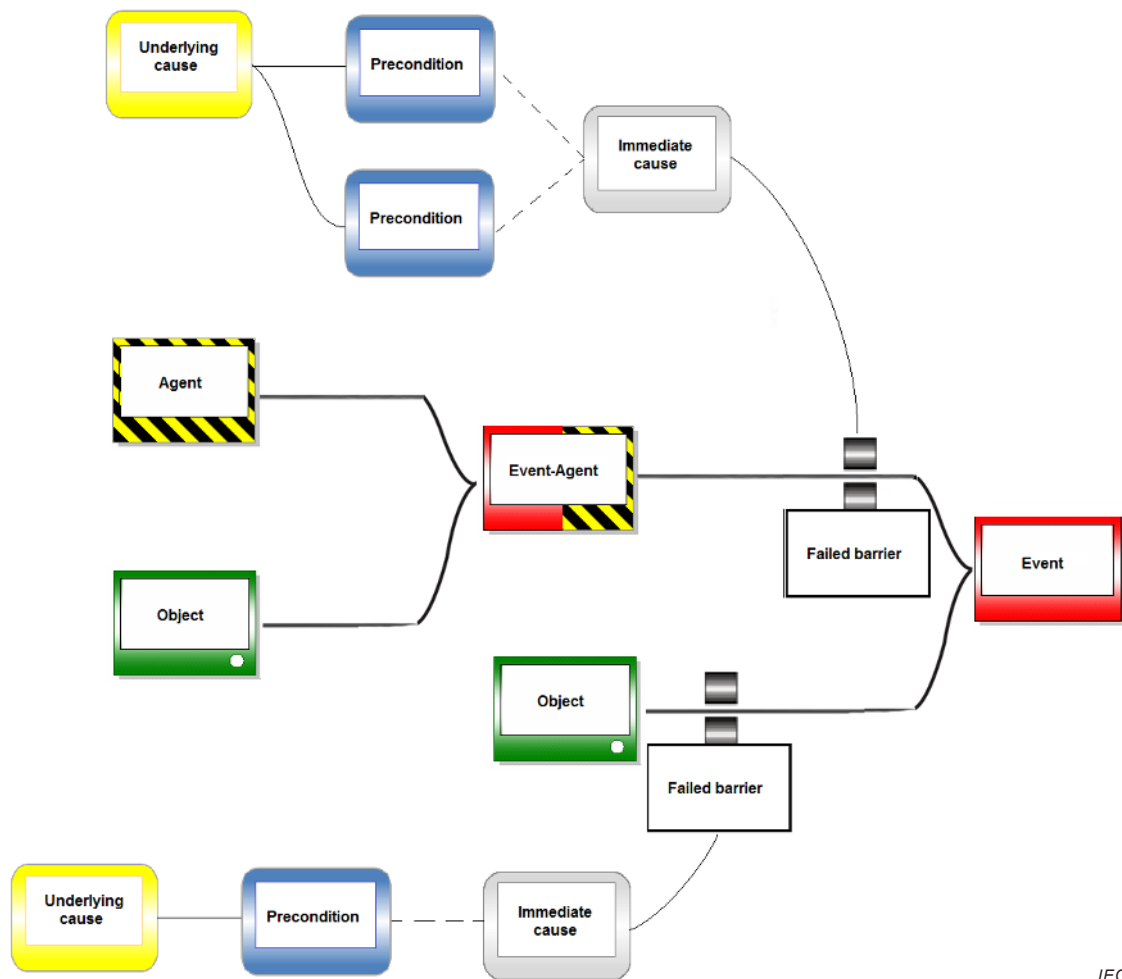 Underlying
cause
Precondition
Immediate
cause
Precondition
Agent
Event-Agent
Failed barrier
Event
Object
Object
Failed barrier
Underlying
cause
Precondition
Immediate
cause
IEC